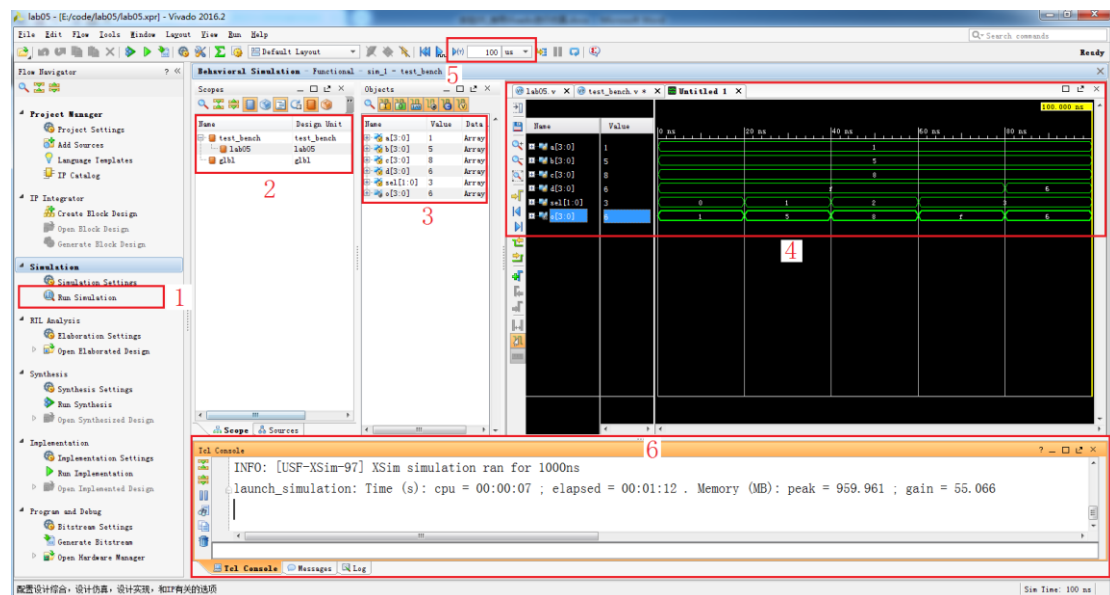 lab05 - [E:/code/lab05/lab05.xpr] - Vivado 2016.2
File Edit Flow Tools Window Layout View Run Help
Search commands
Default Layout
100 us
Ready
5
Flow Navigator
Behavioral Simulation - Functional - sim_1 - test_bench
Project Manager
Project Settings
Add Sources
Language Templates
IP Catalog
IP Integrator
Create Block Design
Open Block Design
Generate Block Design
Simulation
Simulation Settings
Run Simulation
1
RTL Analysis
Elaboration Settings
Open Elaborated Design
Synthesis
Synthesis Settings
Run Synthesis
Open Synthesized Design
Implementation
Implementation Settings
Run Implementation
Open Implemented Design
Program and Debug
Bitstream Settings
Generate Bitstream
Open Hardware Manager
Scopes
Name Design Unit
test_bench test_bench
lab05 lab05
glbl glbl
2
Scope Sources
Objects
Name Value Data
a[3:0] 1 Array
b[3:0] 5 Array
c[3:0] 8 Array
d[3:0] 6 Array
sel[1:0] 3 Array
o[3:0] 6 Array
3
lab05.v test_bench.v * Untitled 1
100.000 ns
Name Value 0 ns 20 ns 40 ns 60 ns 80 ns
a[3:0] 1 1
b[3:0] 5 5
c[3:0] 8 8
d[3:0] 6 f 6
sel[1:0] 3 0 1 2 3
o[3:0] 6 1 5 8 f 6
4
Tcl Console
6
INFO: [USF-XSim-97] XSim simulation ran for 1000ns
launch_simulation: Time (s): cpu = 00:00:07 ; elapsed = 00:01:12 . Memory (MB): peak = 959.961 ; gain = 55.066
Tcl Console Messages Log
配置设计综合，设计仿真，设计实现，和IP有关的选项
Sim Time: 100 ns